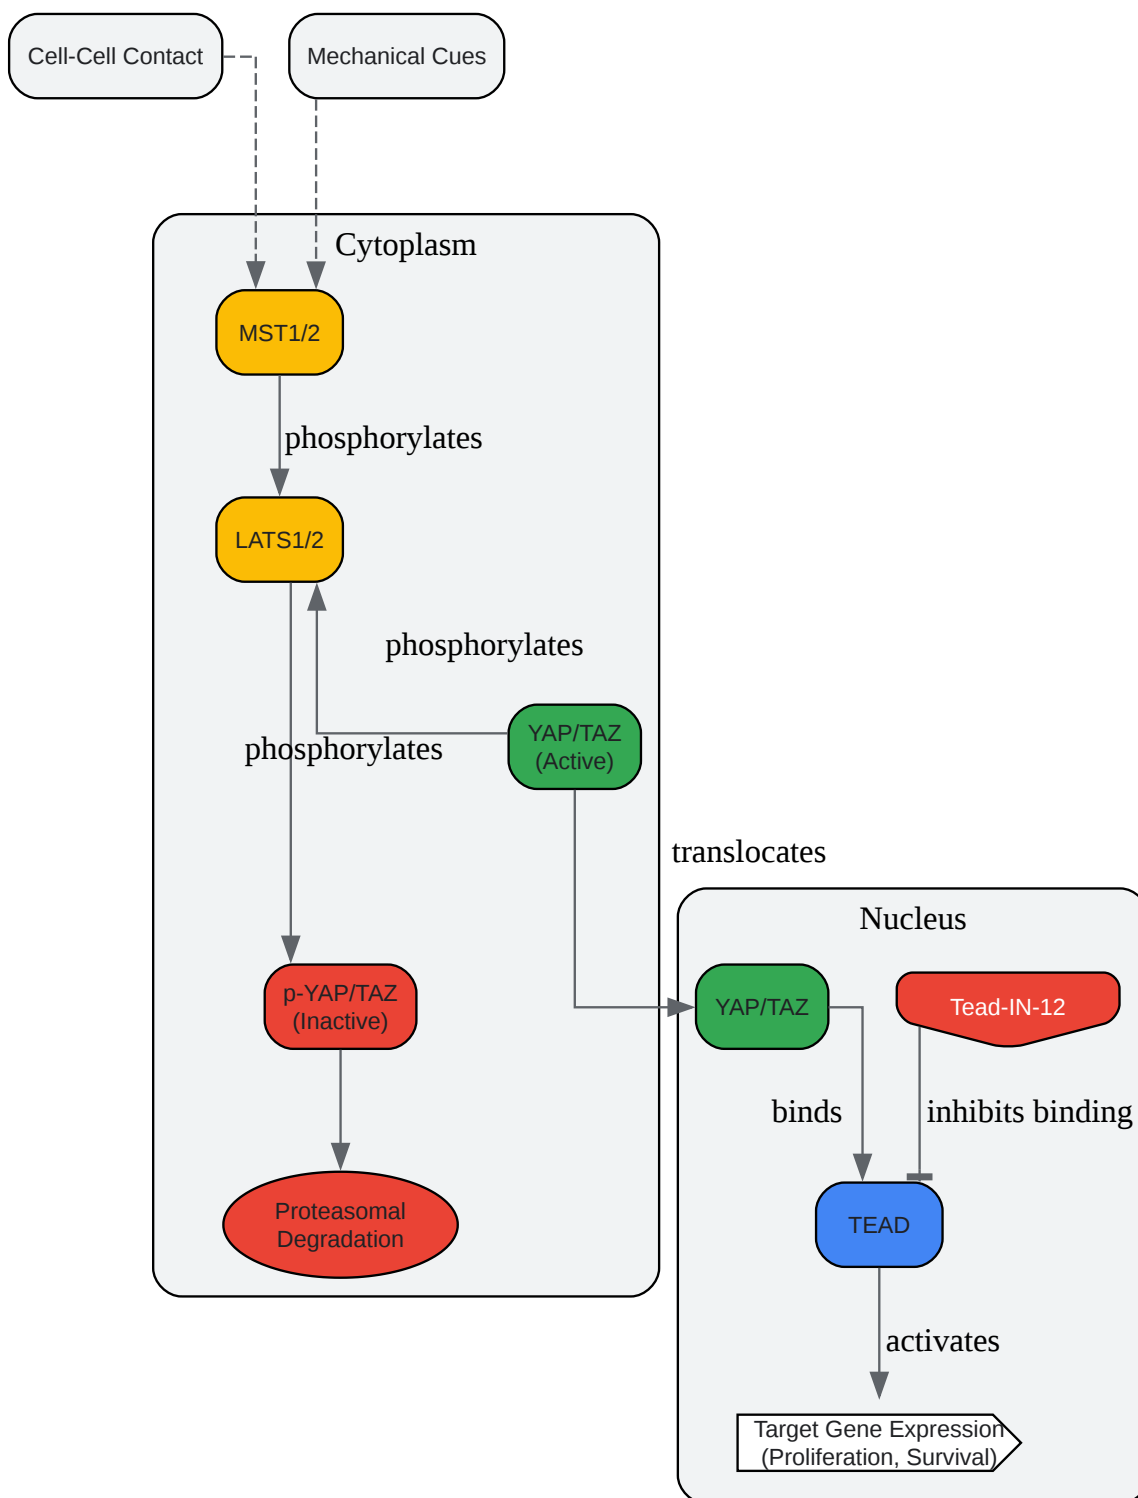 Cell-Cell Contact
Mechanical Cues
Cytoplasm
MST1/2
phosphorylates
LATS1/2
phosphorylates
YAP/TAZ
(Active)
phosphorylates
translocates
Nucleus
p-YAP/TAZ
(Inactive)
YAP/TAZ
Tead-IN-12
binds
inhibits binding
Proteasomal
Degradation
TEAD
activates
Target Gene Expression
(Proliferation, Survival)